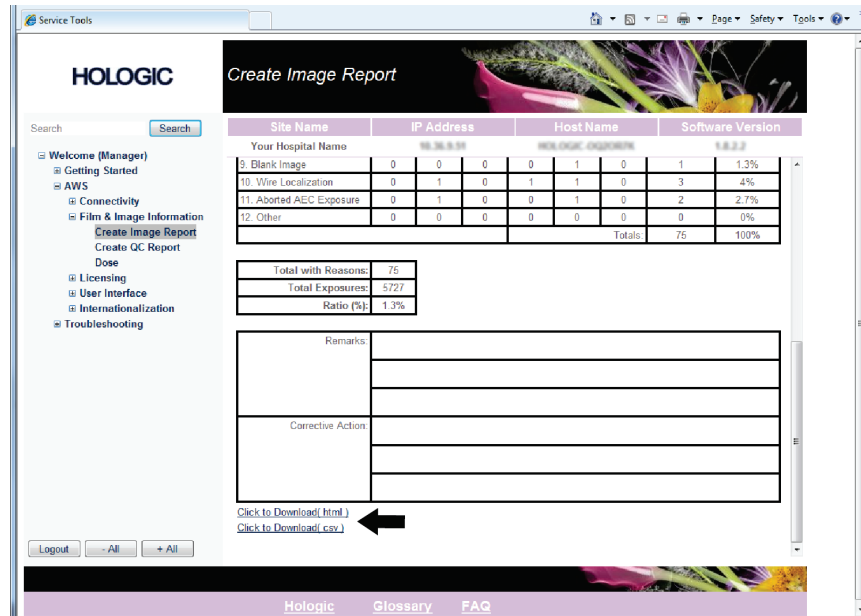 Service Tools
Page Safety Tools
HOLOGIC
Create Image Report
Search Search
Site Name IP Address Host Name Software Version
Your Hospital Name
Welcome (Manager)
Getting Started
AWS
Connectivity
Film & Image Information
Create Image Report
Create QC Report
Dose
Licensing
User Interface
Internationalization
Troubleshooting
9. Blank Image 0 0 0 0 1 0 1 1.3%
10. Wire Localization 0 1 0 1 1 0 3 4%
11. Aborted AEC Exposure 0 1 0 0 1 0 2 2.7%
12. Other 0 0 0 0 0 0 0 0%
Totals: 75 100%
Total with Reasons: 75
Total Exposures: 5727
Ratio (%): 1.3%
Remarks:
Corrective Action:
Click to Download( html )
Click to Download( csv )
Logout - All + All
Hologic Glossary FAQ